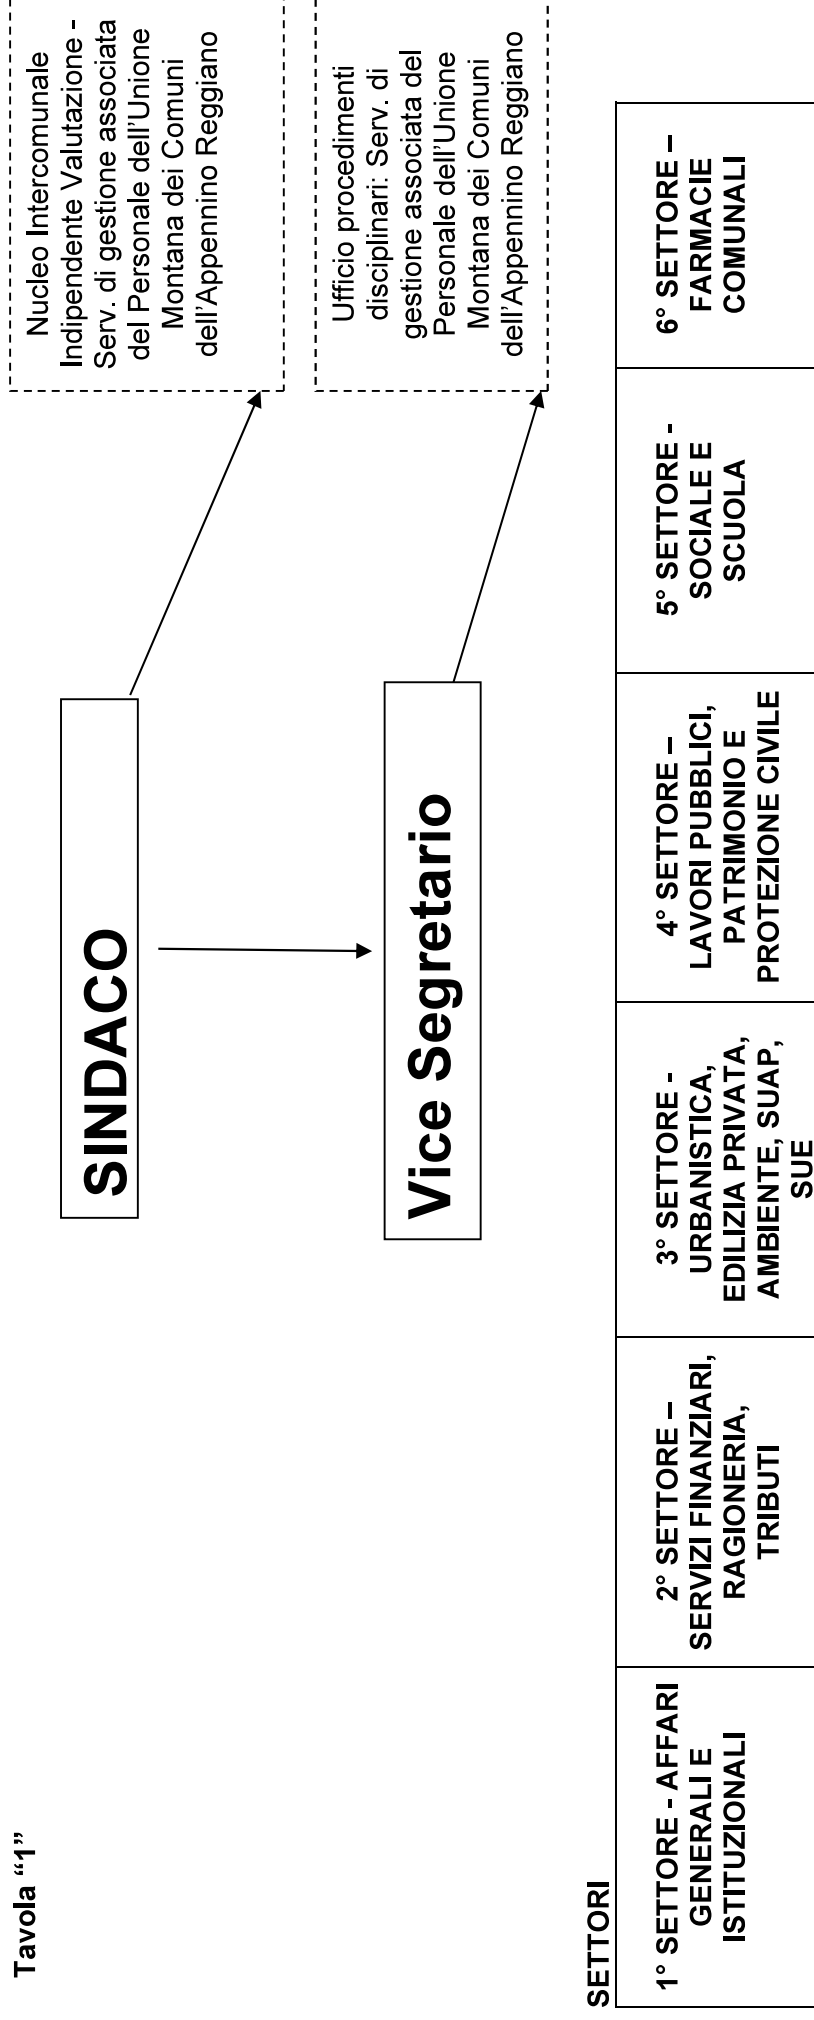 Tavola “1”
SINDACO
Nucleo Intercomunale
Indipendente Valutazione -
Serv. di gestione associata
del Personale dell'Unione
Montana dei Comuni
dell'Appennino Reggiano
Vice Segretario
Ufficio procedimenti
disciplinari: Serv. di
gestione associata del
Personale dell'Unione
Montana dei Comuni
dell'Appennino Reggiano
SETTORI
1° SETTORE - AFFARI
GENERALI E
ISTITUZIONALI
2° SETTORE –
SERVIZI FINANZIARI,
RAGIONERIA,
TRIBUTI
3° SETTORE -
URBANISTICA,
EDILIZIA PRIVATA,
AMBIENTE, SUAP,
SUE
4° SETTORE –
LAVORI PUBBLICI,
PATRIMONIO E
PROTEZIONE CIVILE
5° SETTORE -
SOCIALE E
SCUOLA
6° SETTORE –
FARMACIE
COMUNALI